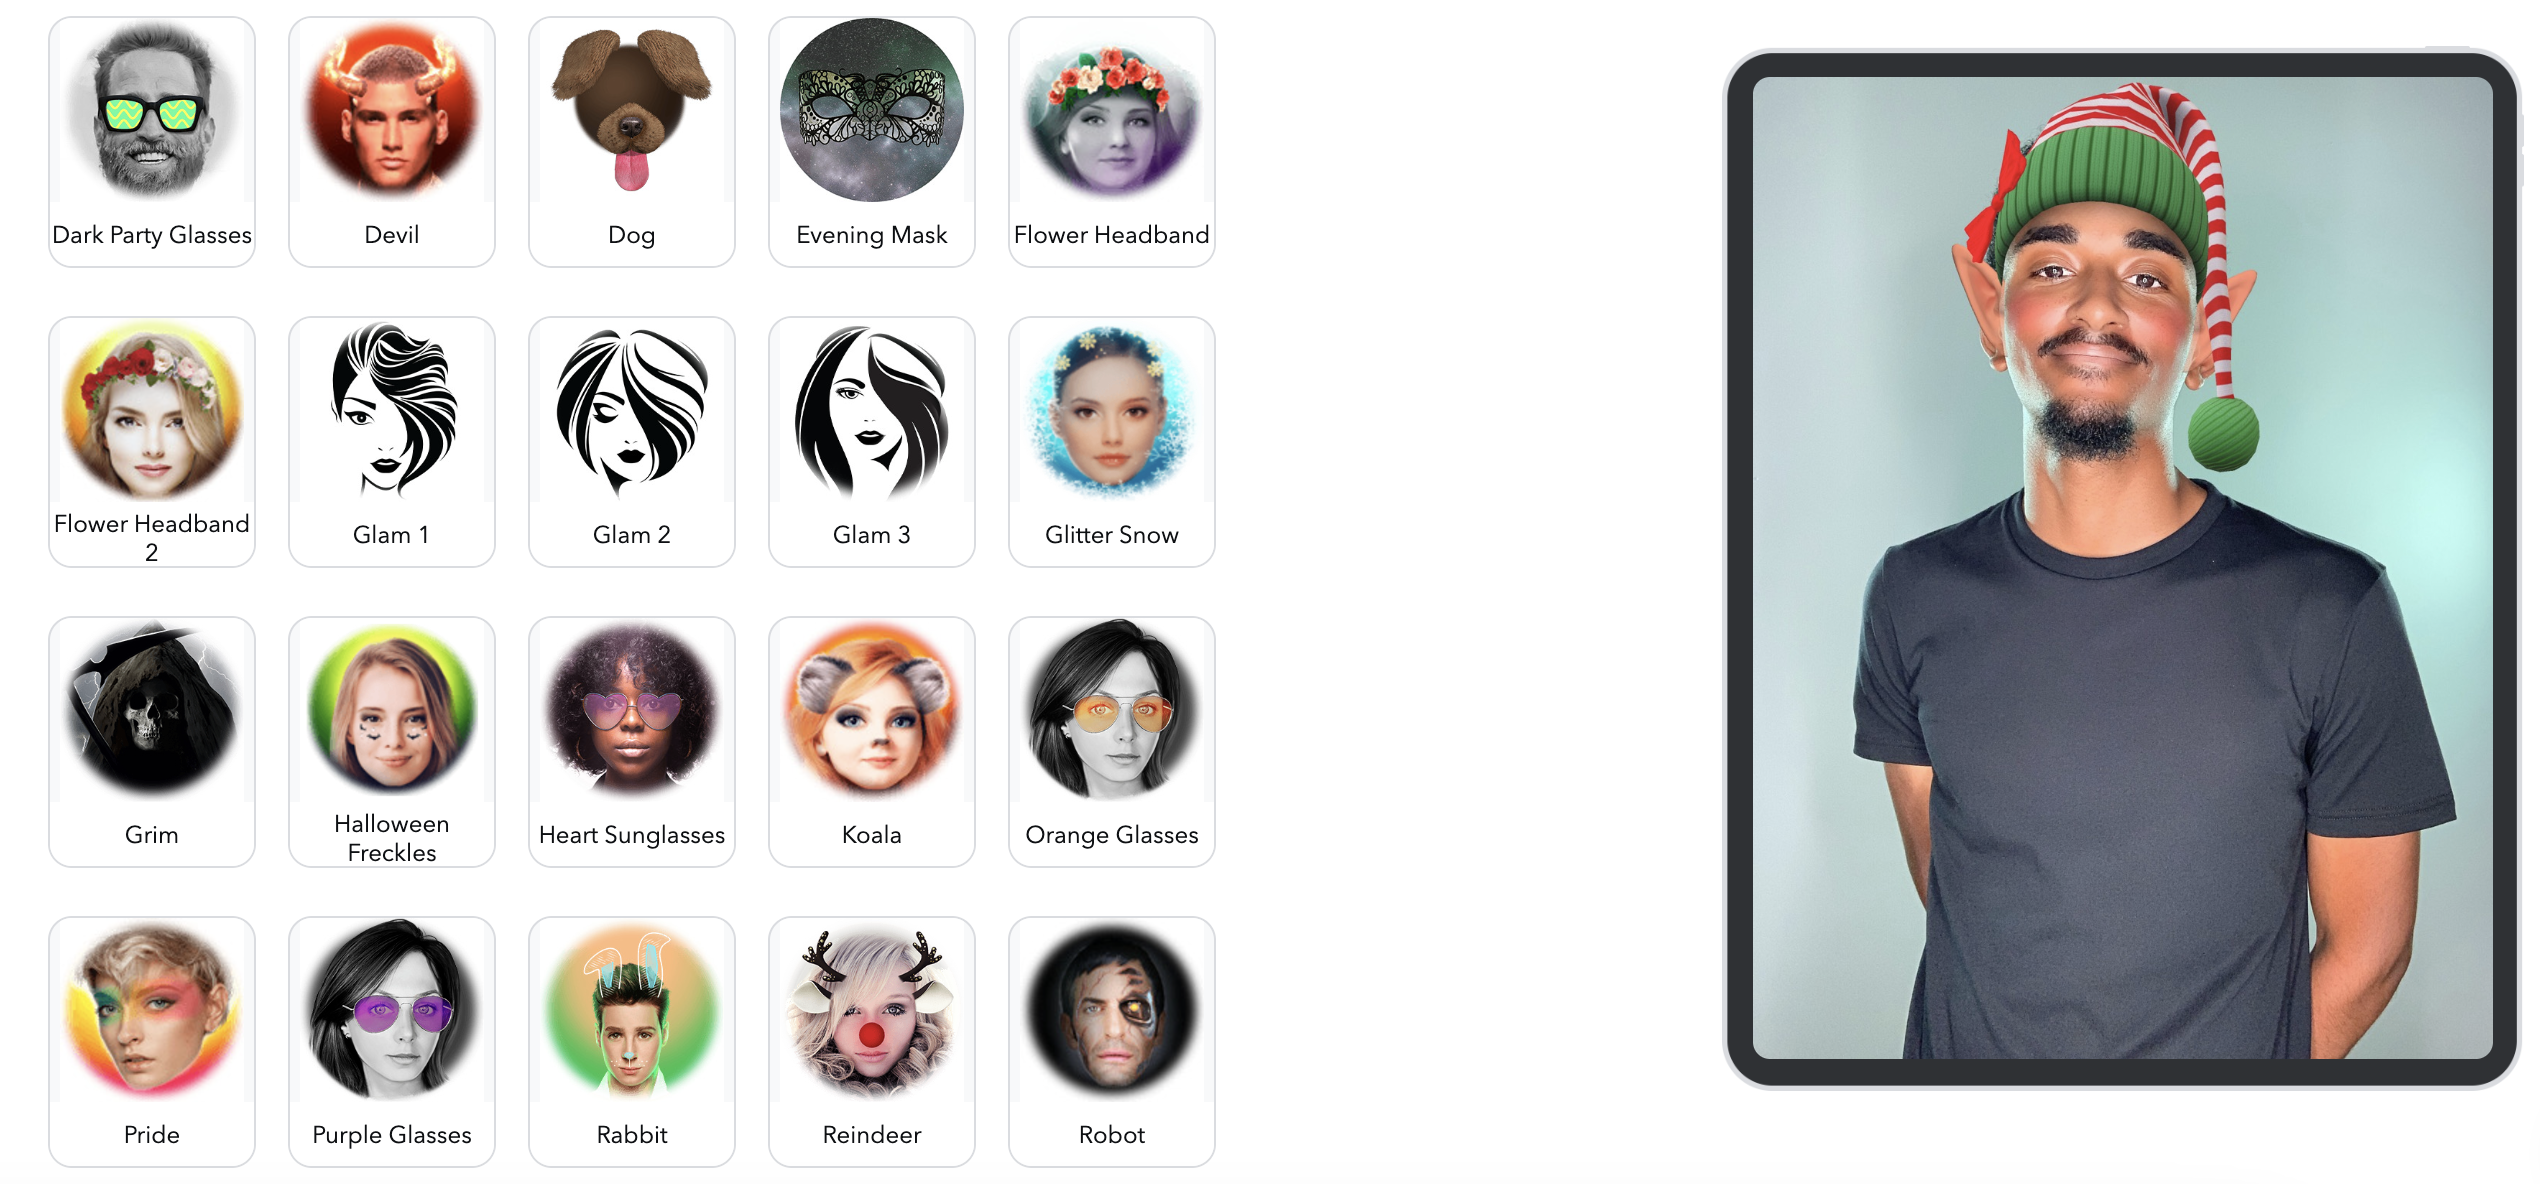 Dark Party Glasses
Devil
Dog
Evening Mask
Flower Headband
Flower Headband
2
Glam 1
Glam 2
Glam 3
Glitter Snow
Grim
Halloween
Freckles
Heart Sunglasses
Koala
Orange Glasses
Pride
Purple Glasses
Rabbit
Reindeer
Robot